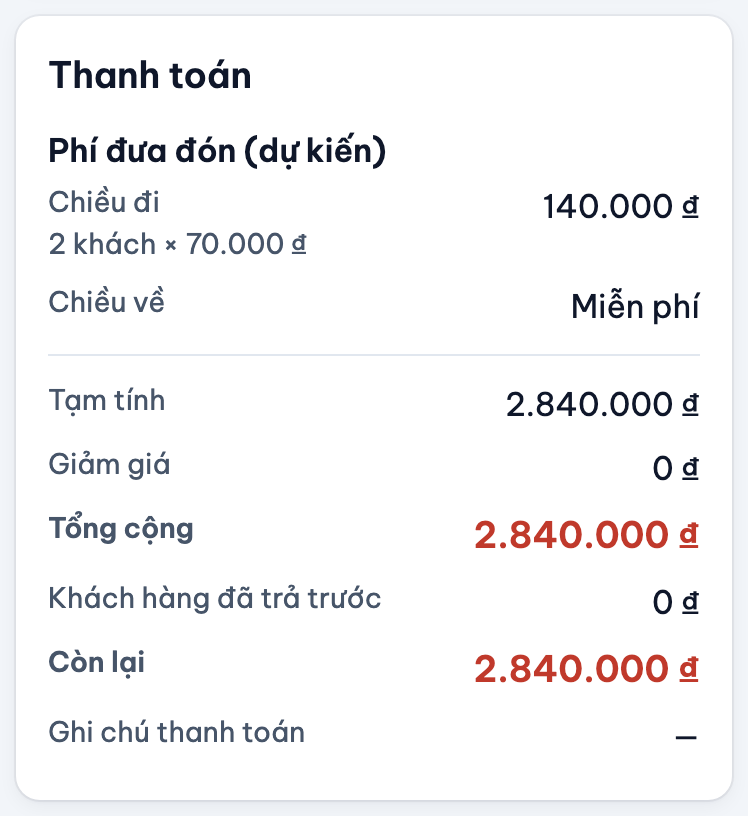 Thanh toán
Phí đưa đón (dự kiến)
Chiều đi 140.000 ₫
2 khách × 70.000 ₫
Chiều về Miễn phí
Tạm tính 2.840.000 ₫
Giảm giá 0 ₫
Tổng cộng 2.840.000 ₫
Khách hàng đã trả trước 0 ₫
Còn lại 2.840.000 ₫
Ghi chú thanh toán —